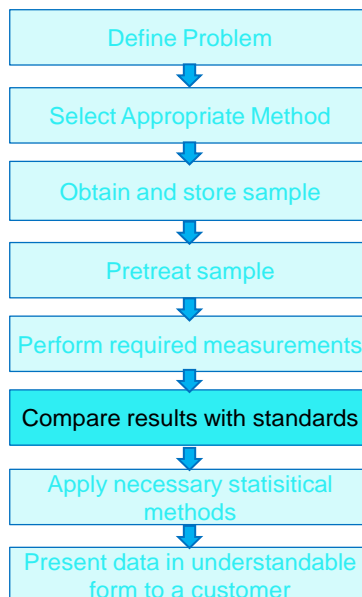 Define Problem
Select Appropriate Method
Obtain and store sample
Pretreat sample
Perform required measurements
Compare results with standards
Apply necessary statisitical
methods
Present data in understandable
form to a customer